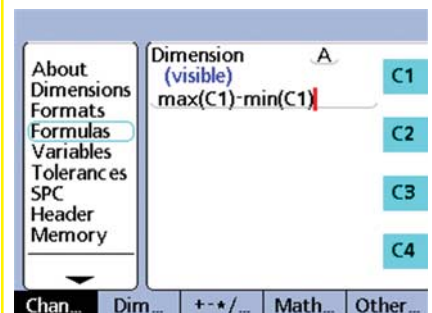 About
Dimensions
Formats
Formulas
Variables
Tolerances
SPC
Header
Memory
Dimension A
(visible)
max(C1)-min(C1)
C1
C2
C3
C4
Chan... Dim... +-*/... Math... Other...